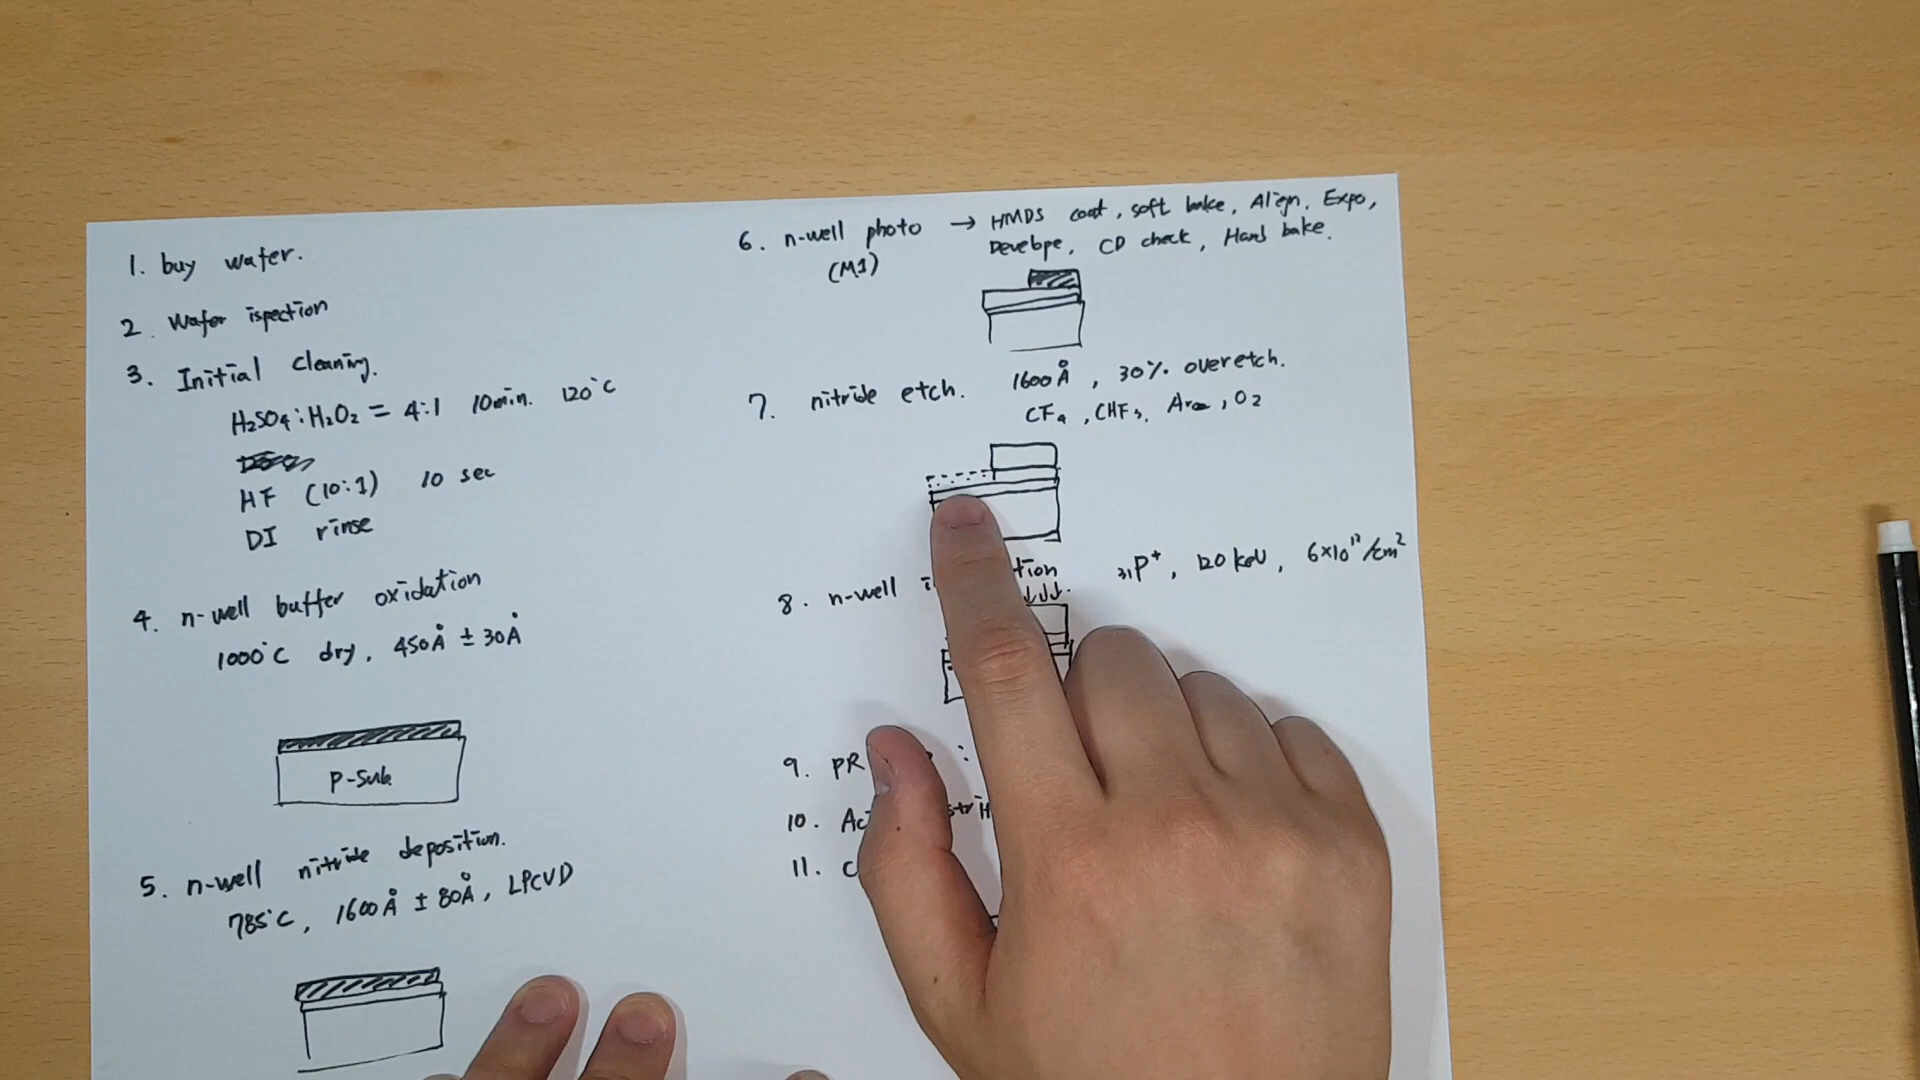 1. buy wafer.
2. Wafer ispection
3. Initial cleaning.
H₂SO₄:H₂O₂ = 4:1 10min. 120°C
HF (10:1) 10 sec
DI rinse
4. n-well buffer oxidation
1000°C dry, 450Å ± 30Å
P-sub
5. n-well nitride deposition.
785°C, 1600Å ± 80Å, LPCVD
6. n-well photo → HMDS coat, soft bake, Align, Expo,
(M1) Develope, CD check, Hard bake.
7. nitride etch. 1600Å, 30% overetch.
CF₄, CHF₃, Ar, O₂
8. n-well tion ₃₁P⁺, 120 keV, /cm²
9. PR :
10. Ac
11. C